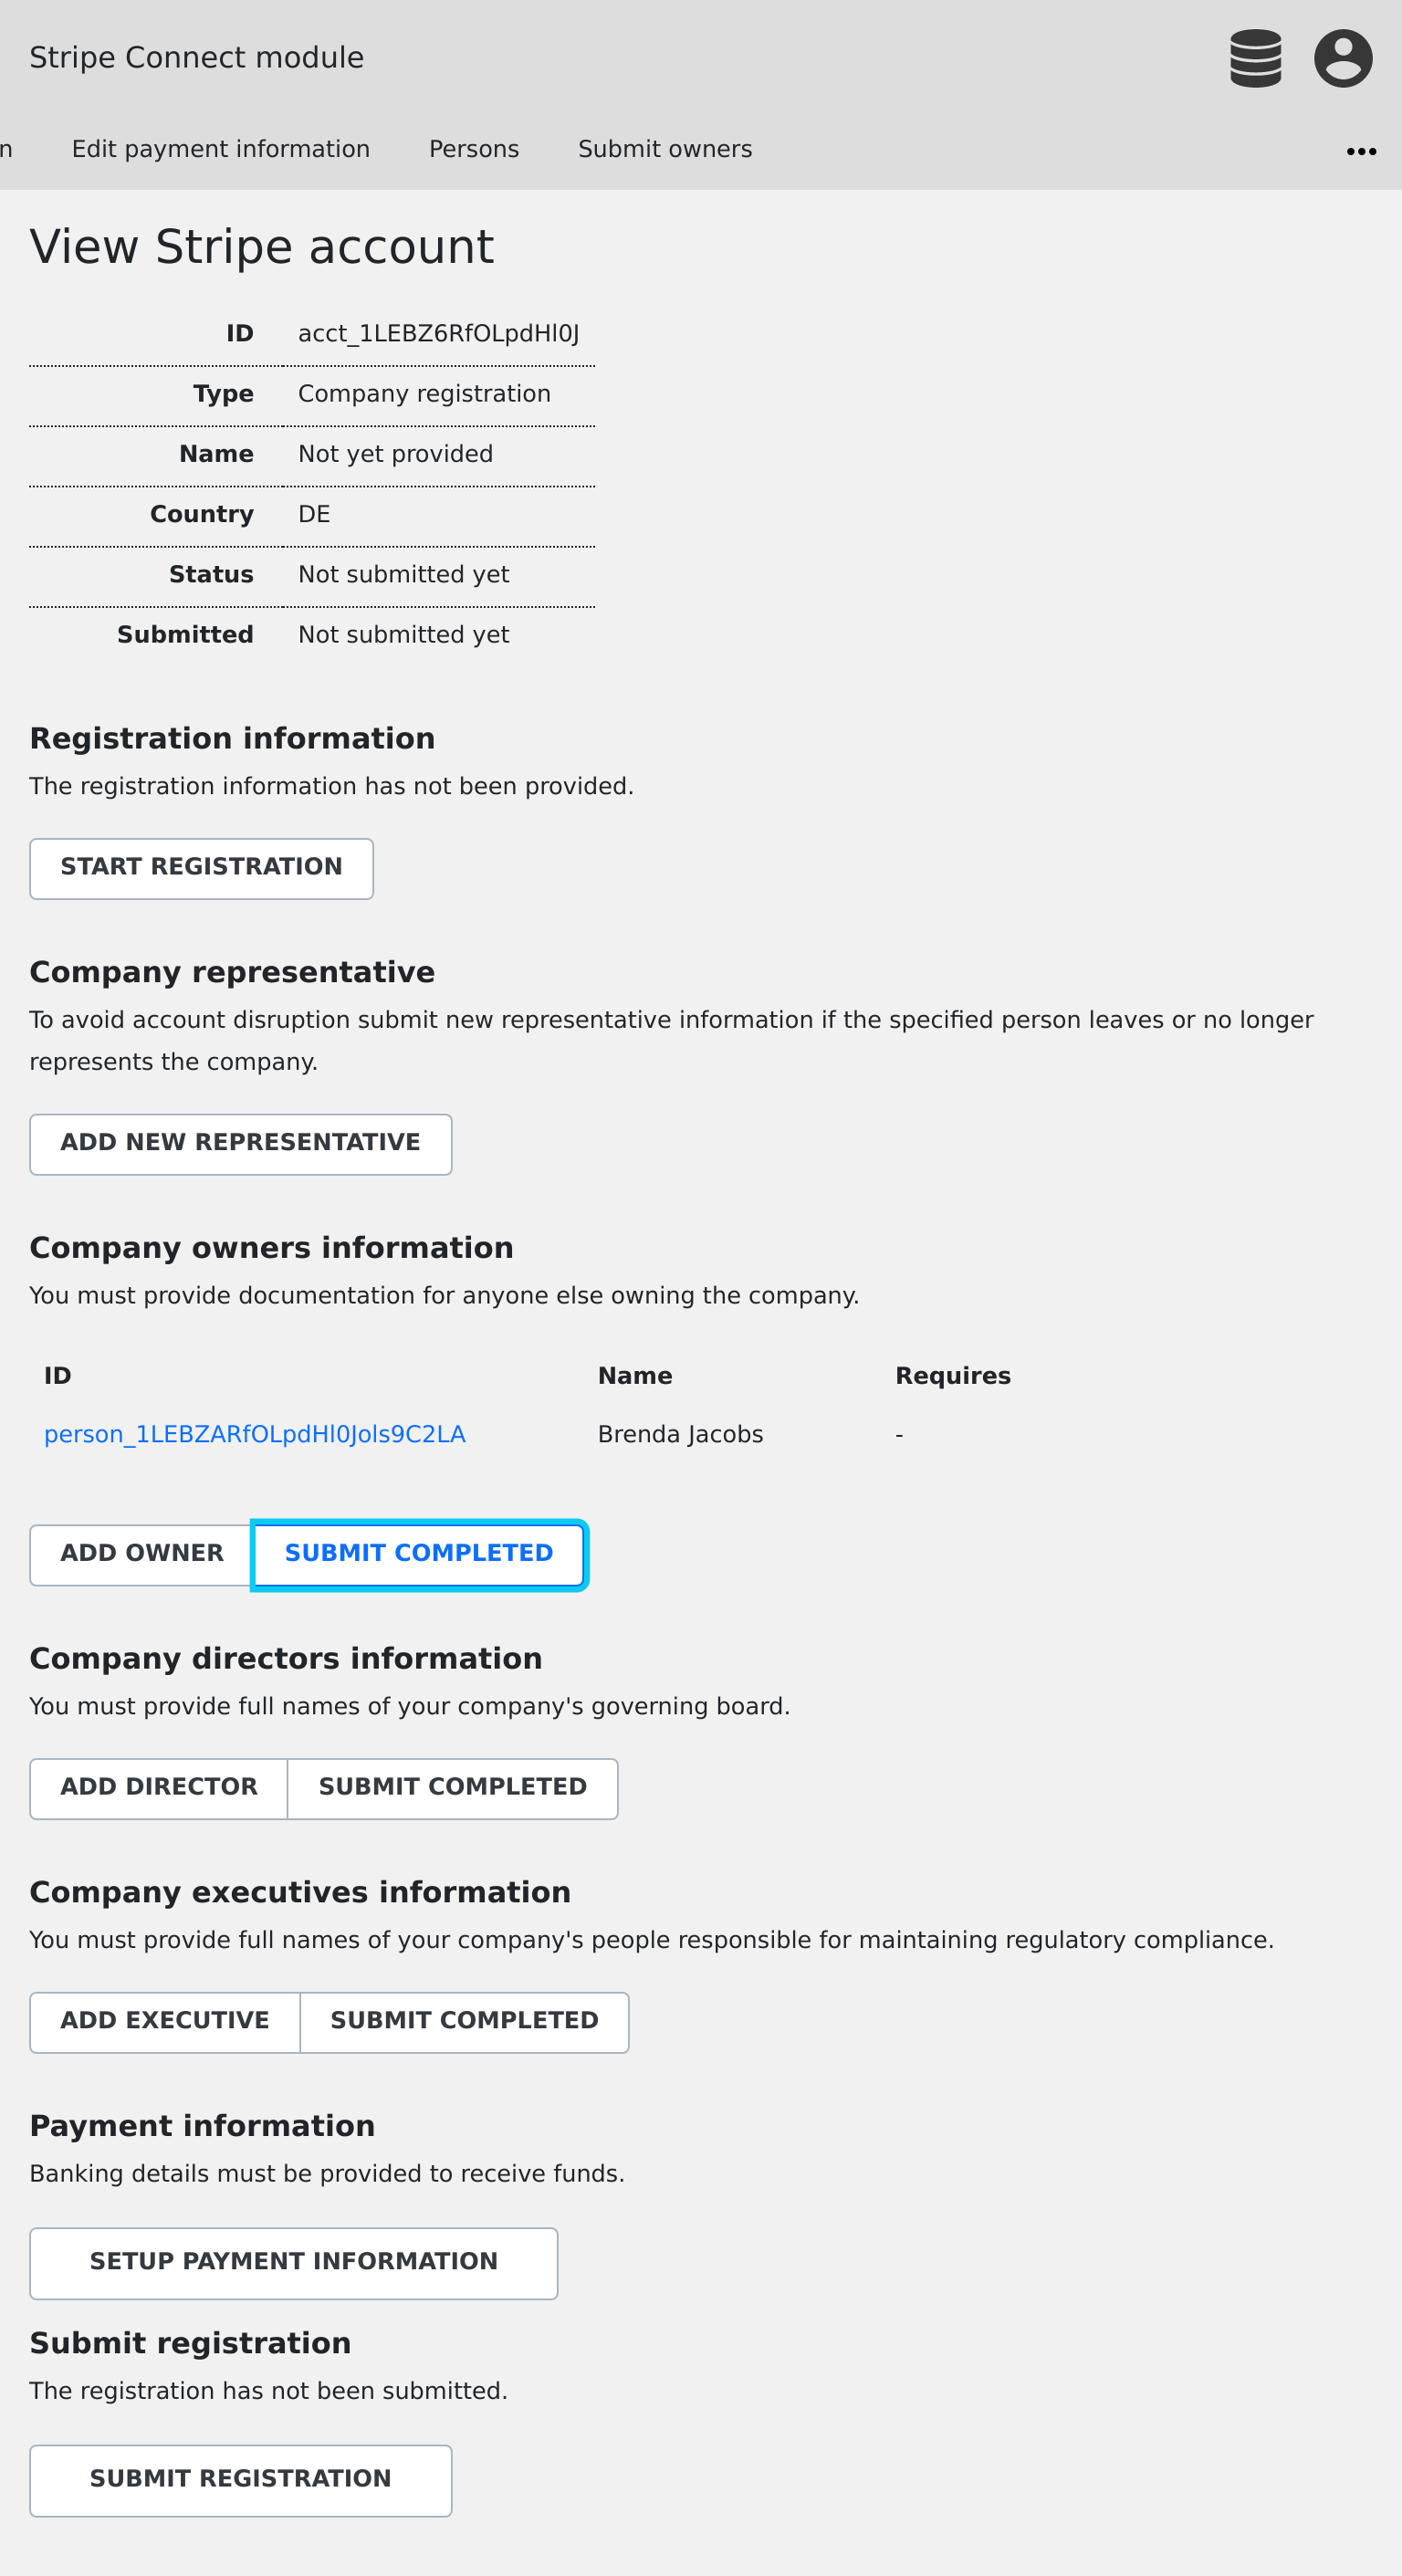 Stripe Connect module
n Edit payment information Persons Submit owners
View Stripe account
ID acct_1LEBZ6RfOLpdHl0J
Type Company registration
Name Not yet provided
Country DE
Status Not submitted yet
Submitted Not submitted yet
Registration information
The registration information has not been provided.
START REGISTRATION
Company representative
To avoid account disruption submit new representative information if the specified person leaves or no longer
represents the company.
ADD NEW REPRESENTATIVE
Company owners information
You must provide documentation for anyone else owning the company.
ID Name Requires
person_1LEBZARfOLpdHl0Jols9C2LA Brenda Jacobs -
ADD OWNER SUBMIT COMPLETED
Company directors information
You must provide full names of your company's governing board.
ADD DIRECTOR SUBMIT COMPLETED
Company executives information
You must provide full names of your company's people responsible for maintaining regulatory compliance.
ADD EXECUTIVE SUBMIT COMPLETED
Payment information
Banking details must be provided to receive funds.
SETUP PAYMENT INFORMATION
Submit registration
The registration has not been submitted.
SUBMIT REGISTRATION